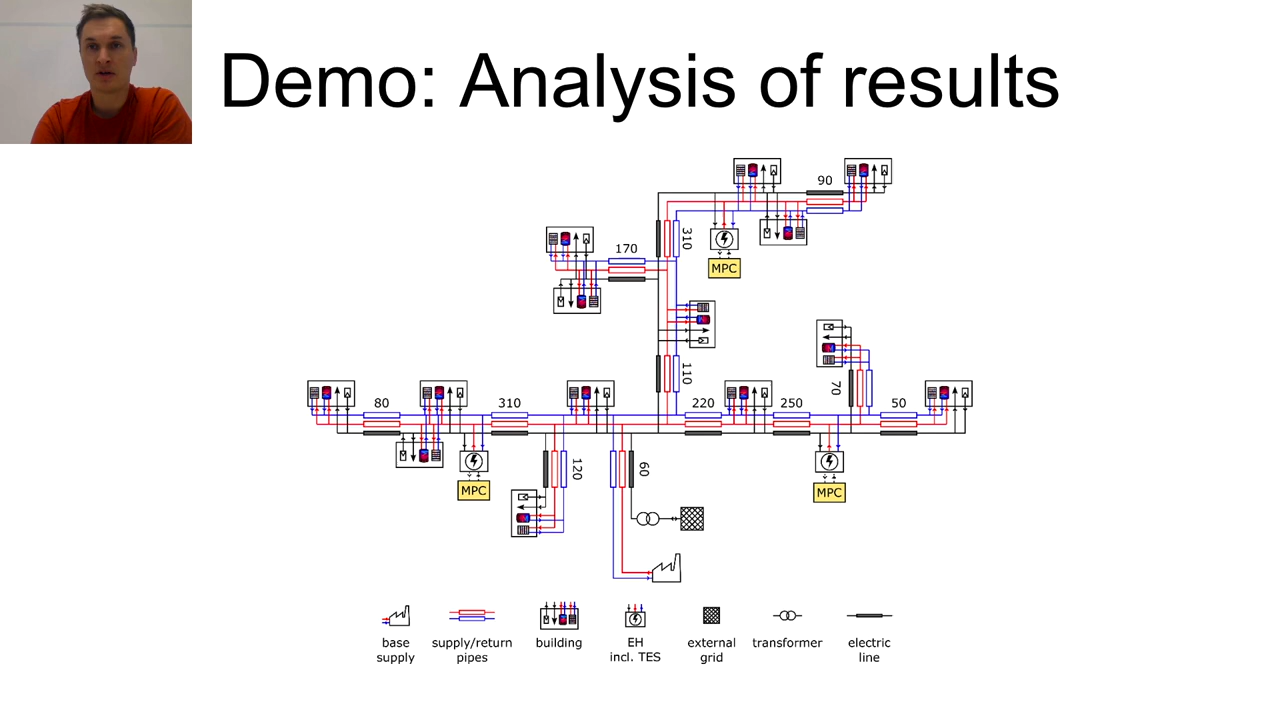 Demo: Analysis of results
90
310
170
MPC
110
70
80
310
220
250
50
120
60
MPC
MPC
base
supply
supply/return
pipes
building
EH
incl. TES
external
grid
transformer
electric
line